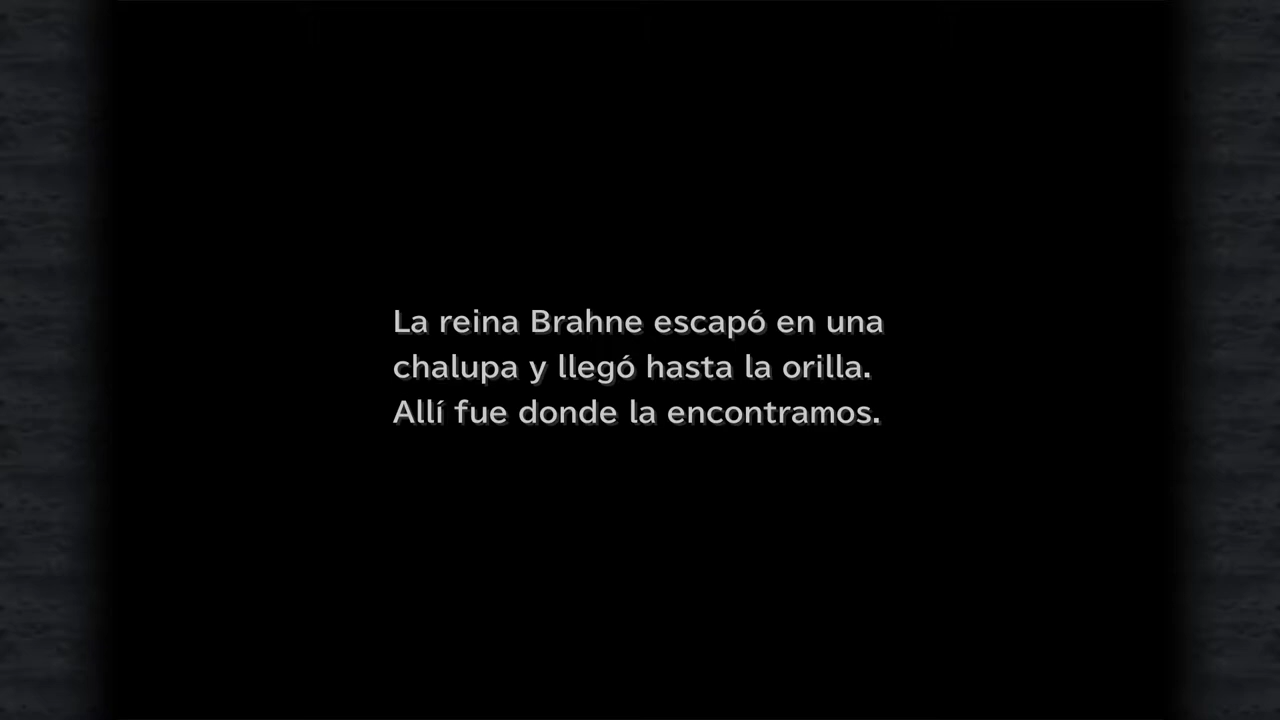 La reina Brahne escapó en una
chalupa y llegó hasta la orilla.
Allí fue donde la encontramos.